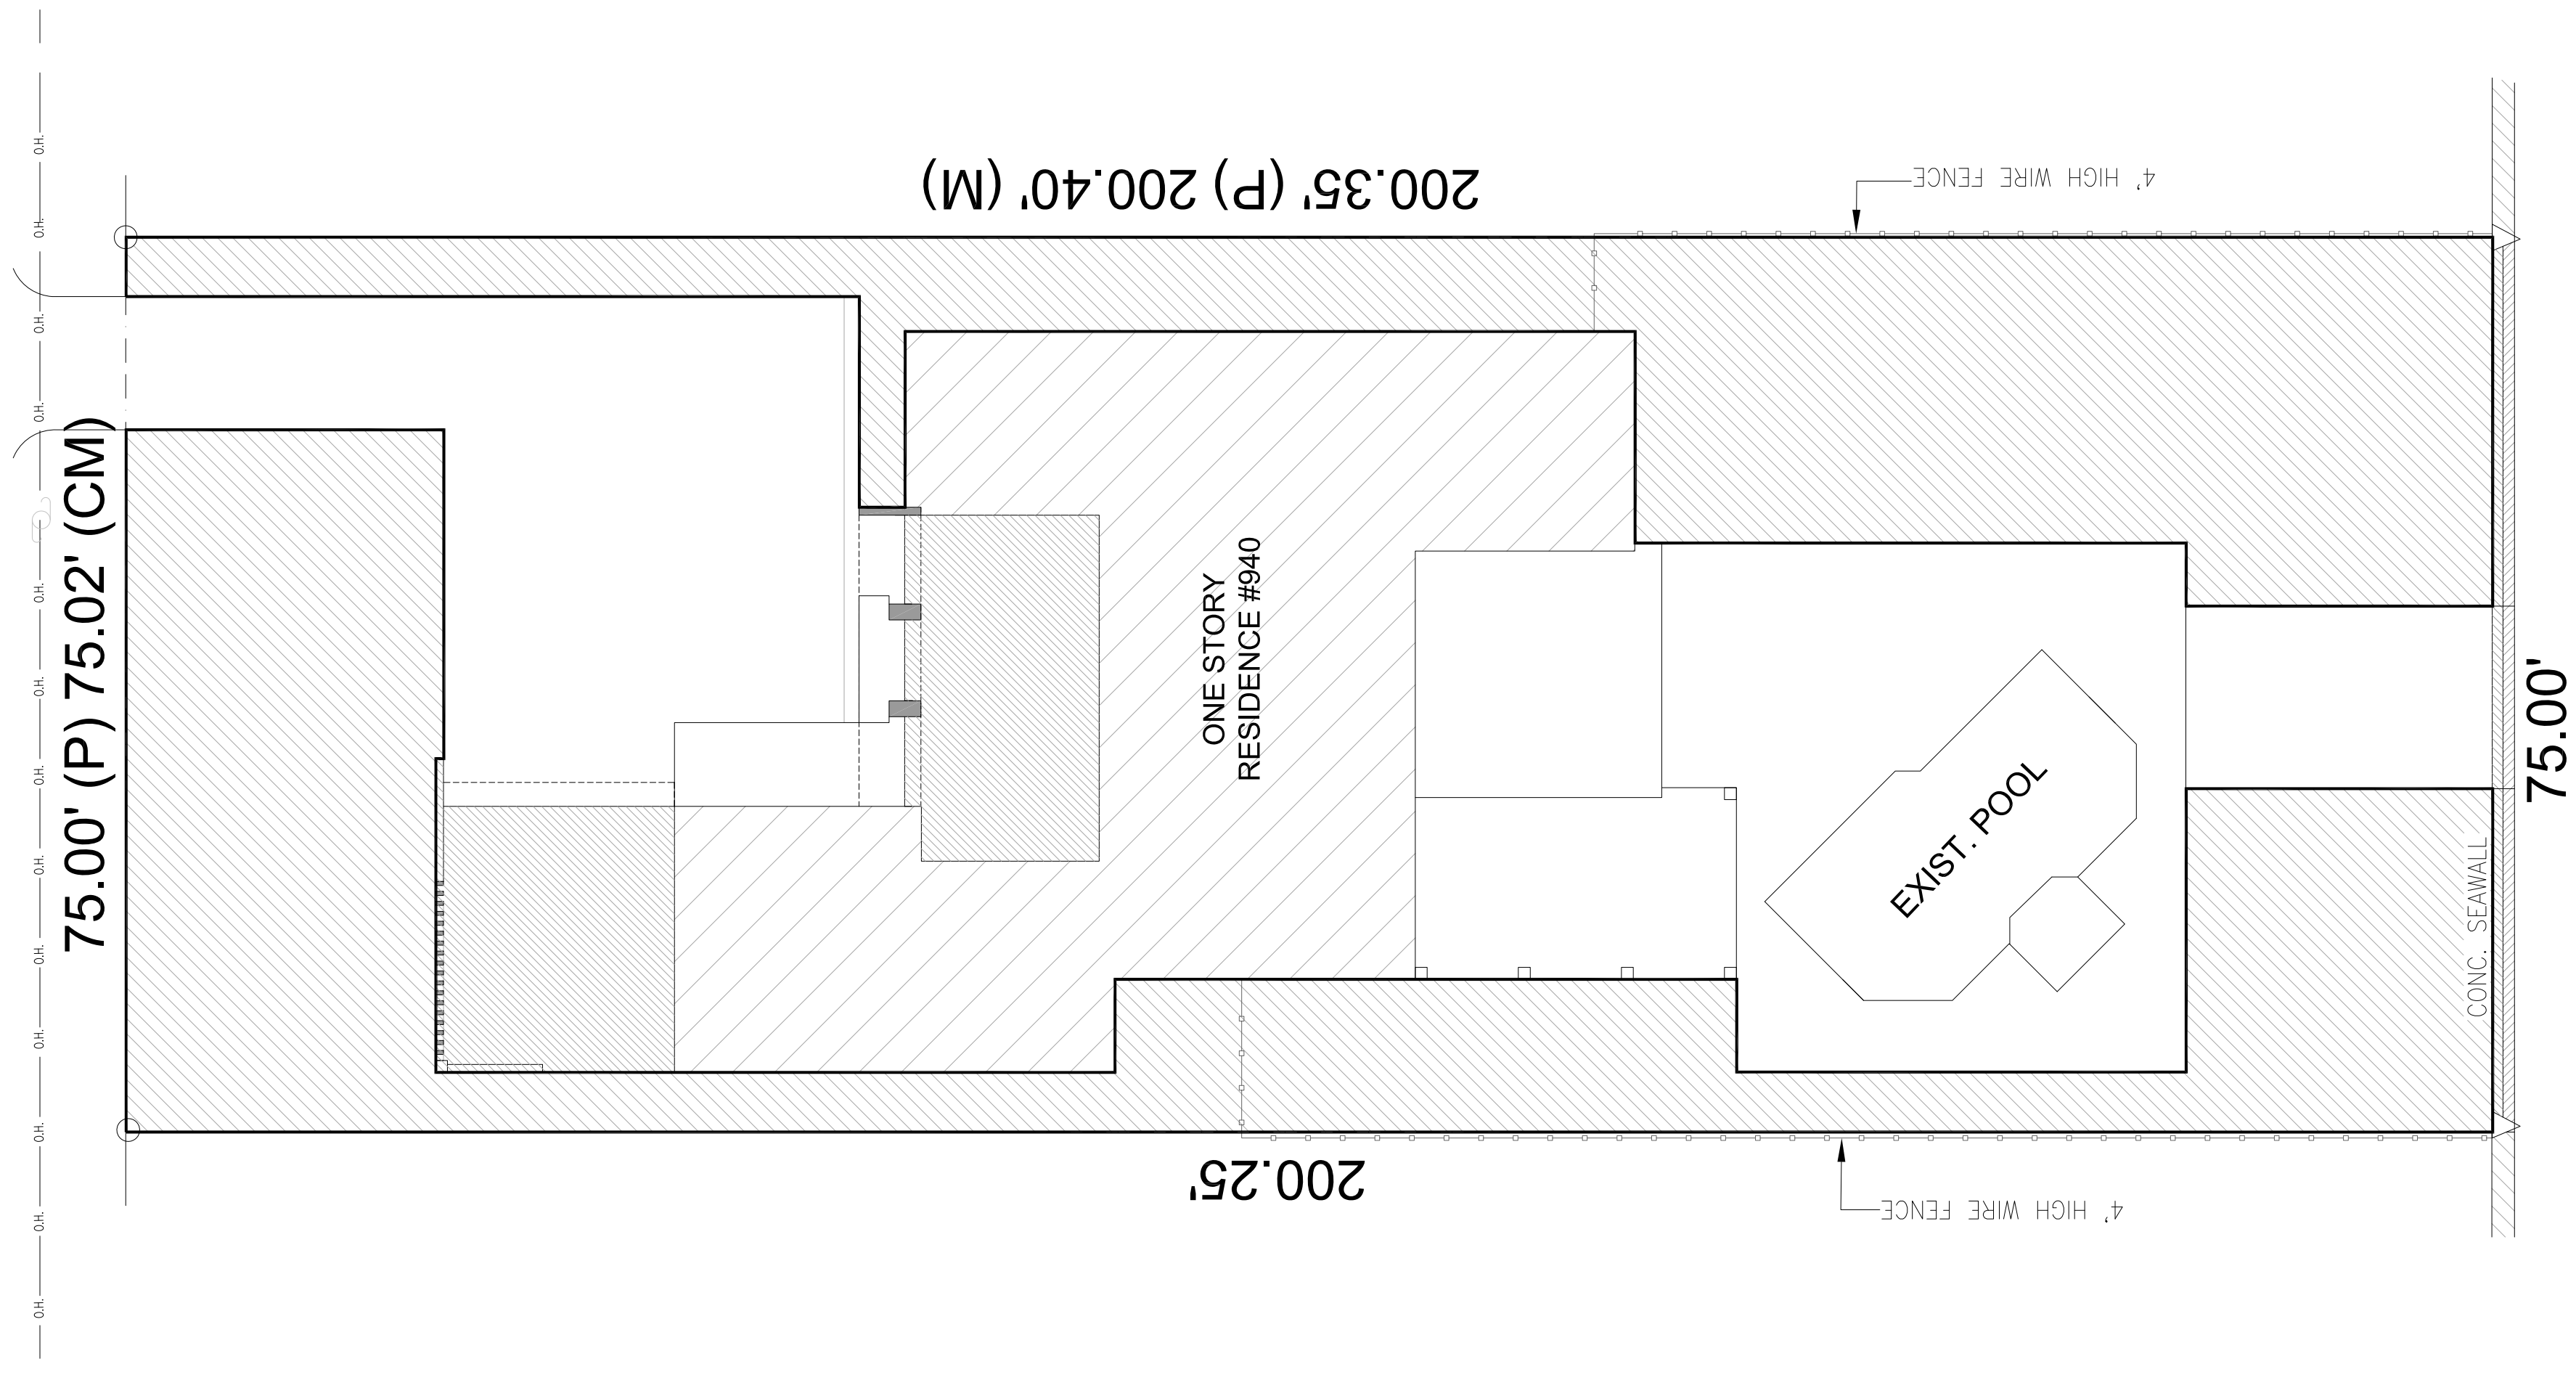 O.H.
O.H.
O.H.
O.H.
O.H.
O.H.
O.H.
O.H.
O.H.
O.H.
O.H.
O.H.
O.H.
75.00' (P) 75.02' (CM)
200.35' (P) 200.40' (M)
4' HIGH WIRE FENCE
ONE STORY
RESIDENCE #940
EXIST. POOL
CONC. SEAWALL
75.00'
200.25'
4' HIGH WIRE FENCE